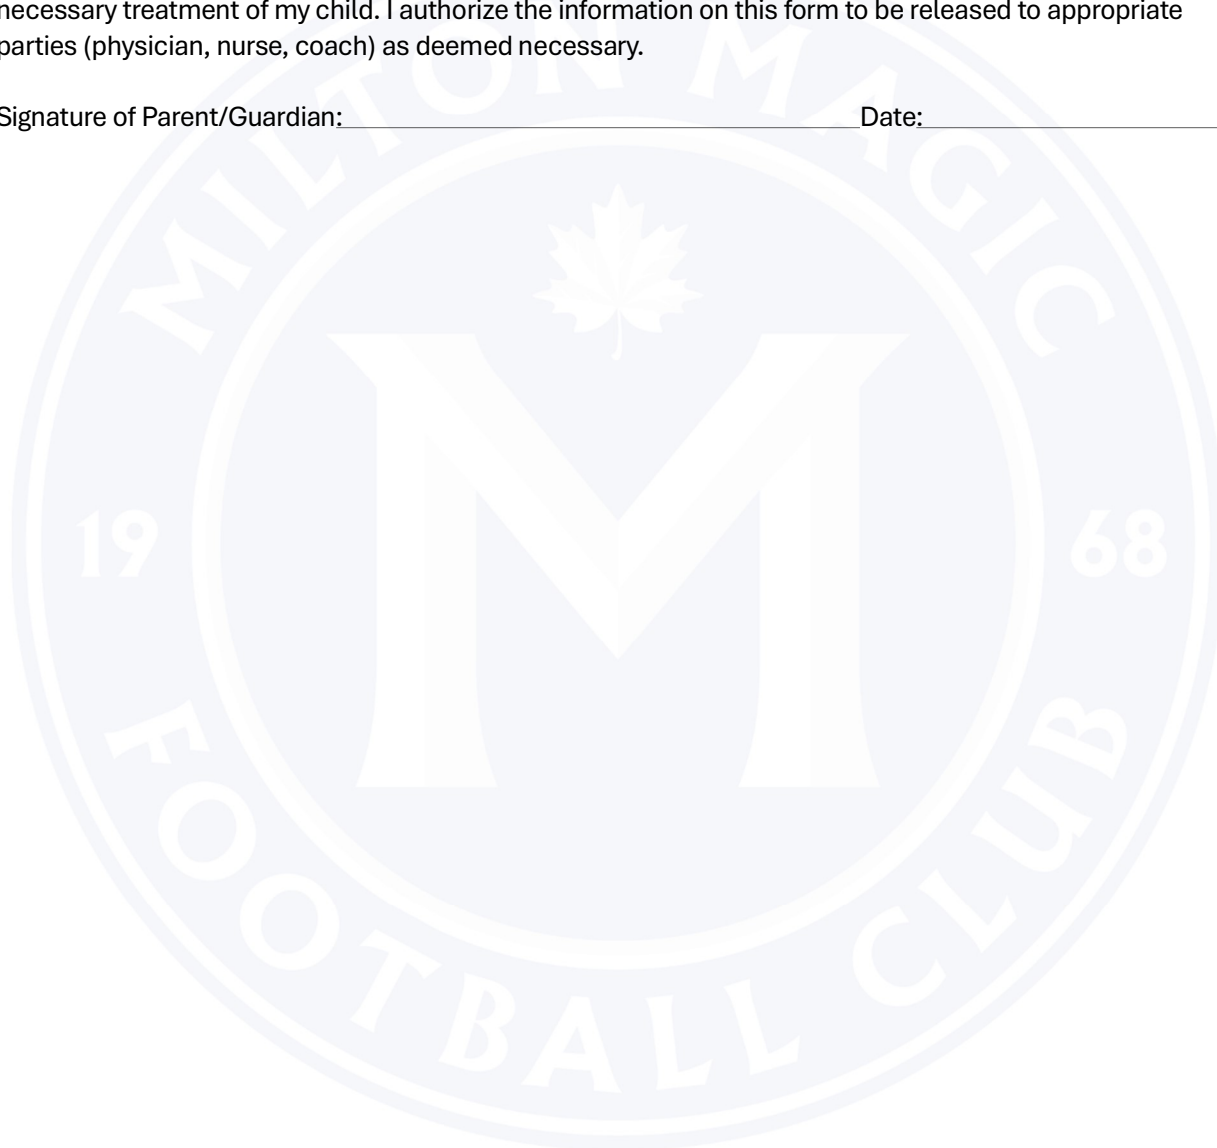 necessary treatment of my child. I authorize the information on this form to be released to appropriate
parties (physician, nurse, coach) as deemed necessary.
Signature of Parent/Guardian: Date:
MILTON MAGIC
19 68
M
FOOTBALL CLUB